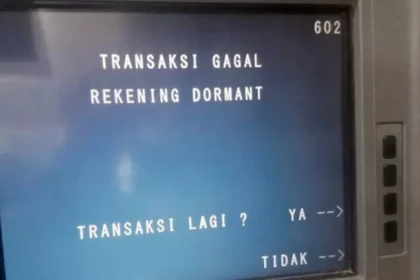 602
TRANSAKSI GAGAL
REKENING DORMANT
TRANSAKSI LAGI ? YA -->
TIDAK -->